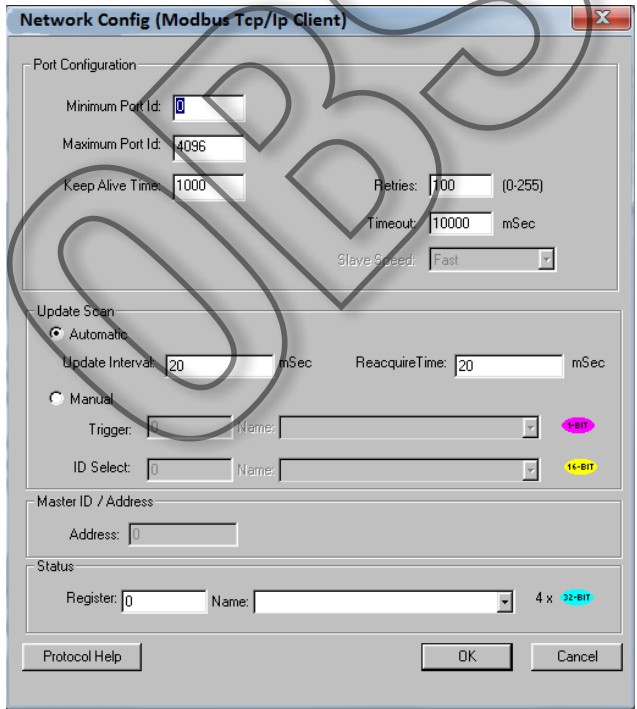 Network Config (Modbus Tcp/Ip Client)
X
Port Configuration
Minimum Port Id: 0
Maximum Port Id: 4096
Keep Alive Time: 1000 Retries: 100 (0-255)
Timeout: 10000 mSec
Slave Speed: Fast
Update Scan
Automatic
Update Interval: 20 mSec ReacquireTime: 20 mSec
Manual
Trigger: 0 Name: 1-BIT
ID Select: 0 Name: 16-BIT
Master ID / Address
Address: 0
Status
Register: 0 Name: 4 x 32-BIT
Protocol Help OK Cancel
OBS